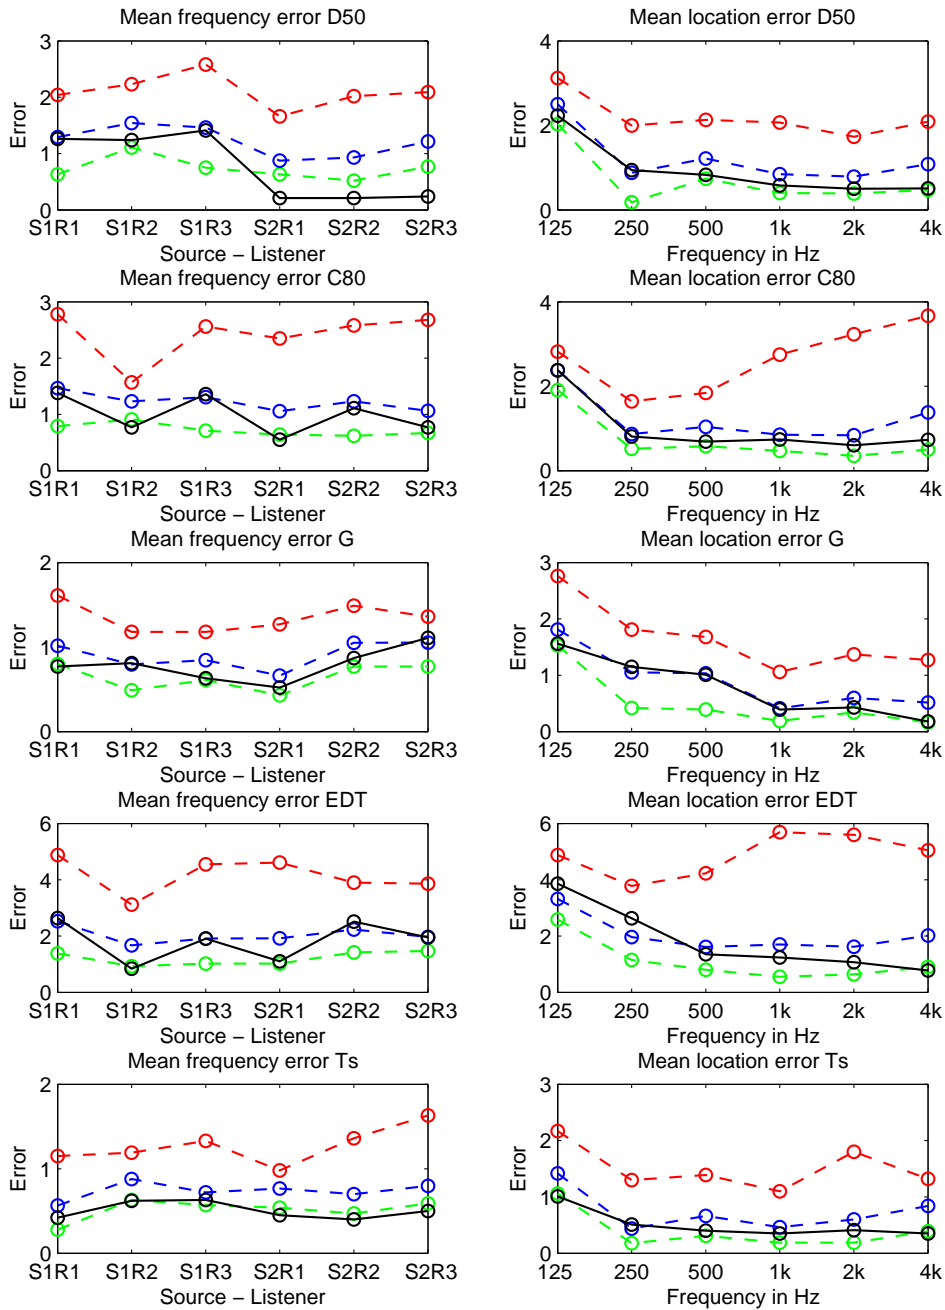 Mean frequency error D50
3
2
1
0
Error
S1R1 S1R2 S1R3 S2R1 S2R2 S2R3
Source − Listener
Mean location error D50
4
2
0
Error
125 250 500 1k 2k 4k
Frequency in Hz
Mean frequency error C80
3
2
1
0
Error
S1R1 S1R2 S1R3 S2R1 S2R2 S2R3
Source − Listener
Mean location error C80
4
2
0
Error
125 250 500 1k 2k 4k
Frequency in Hz
Mean frequency error G
2
1
0
Error
S1R1 S1R2 S1R3 S2R1 S2R2 S2R3
Source − Listener
Mean location error G
3
2
1
0
Error
125 250 500 1k 2k 4k
Frequency in Hz
Mean frequency error EDT
6
4
2
0
Error
S1R1 S1R2 S1R3 S2R1 S2R2 S2R3
Source − Listener
Mean location error EDT
6
4
2
0
Error
125 250 500 1k 2k 4k
Frequency in Hz
Mean frequency error Ts
2
1
0
Error
S1R1 S1R2 S1R3 S2R1 S2R2 S2R3
Source − Listener
Mean location error Ts
3
2
1
0
Error
125 250 500 1k 2k 4k
Frequency in Hz